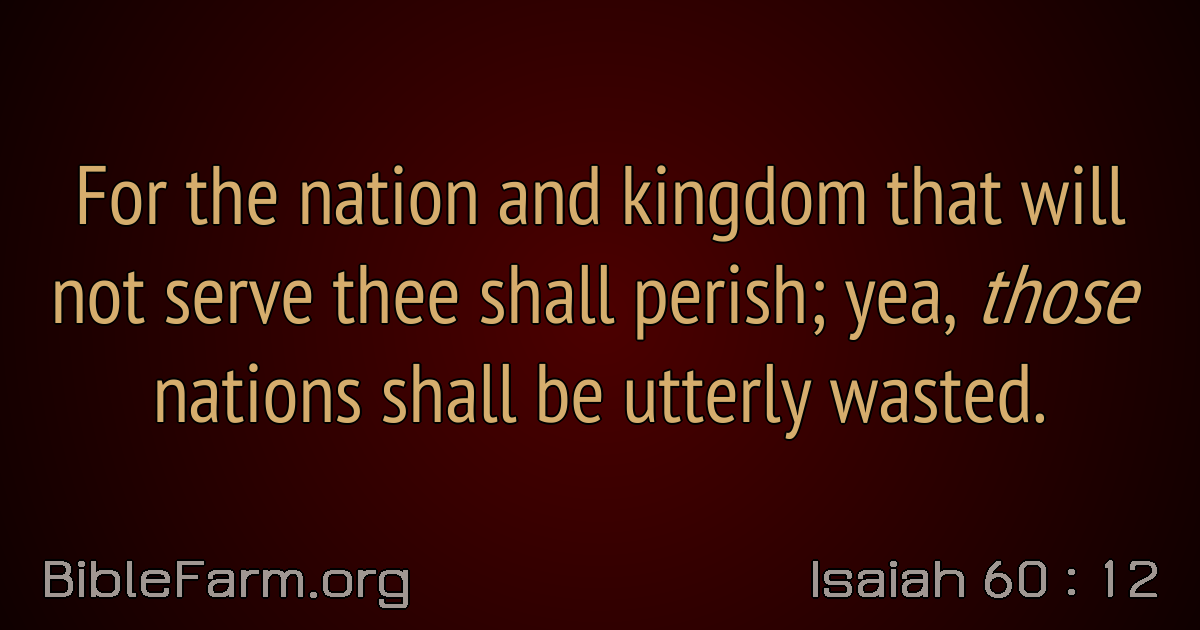 For the nation and kingdom that will
not serve thee shall perish; yea, those
nations shall be utterly wasted.
BibleFarm.org
Isaiah 60 : 12